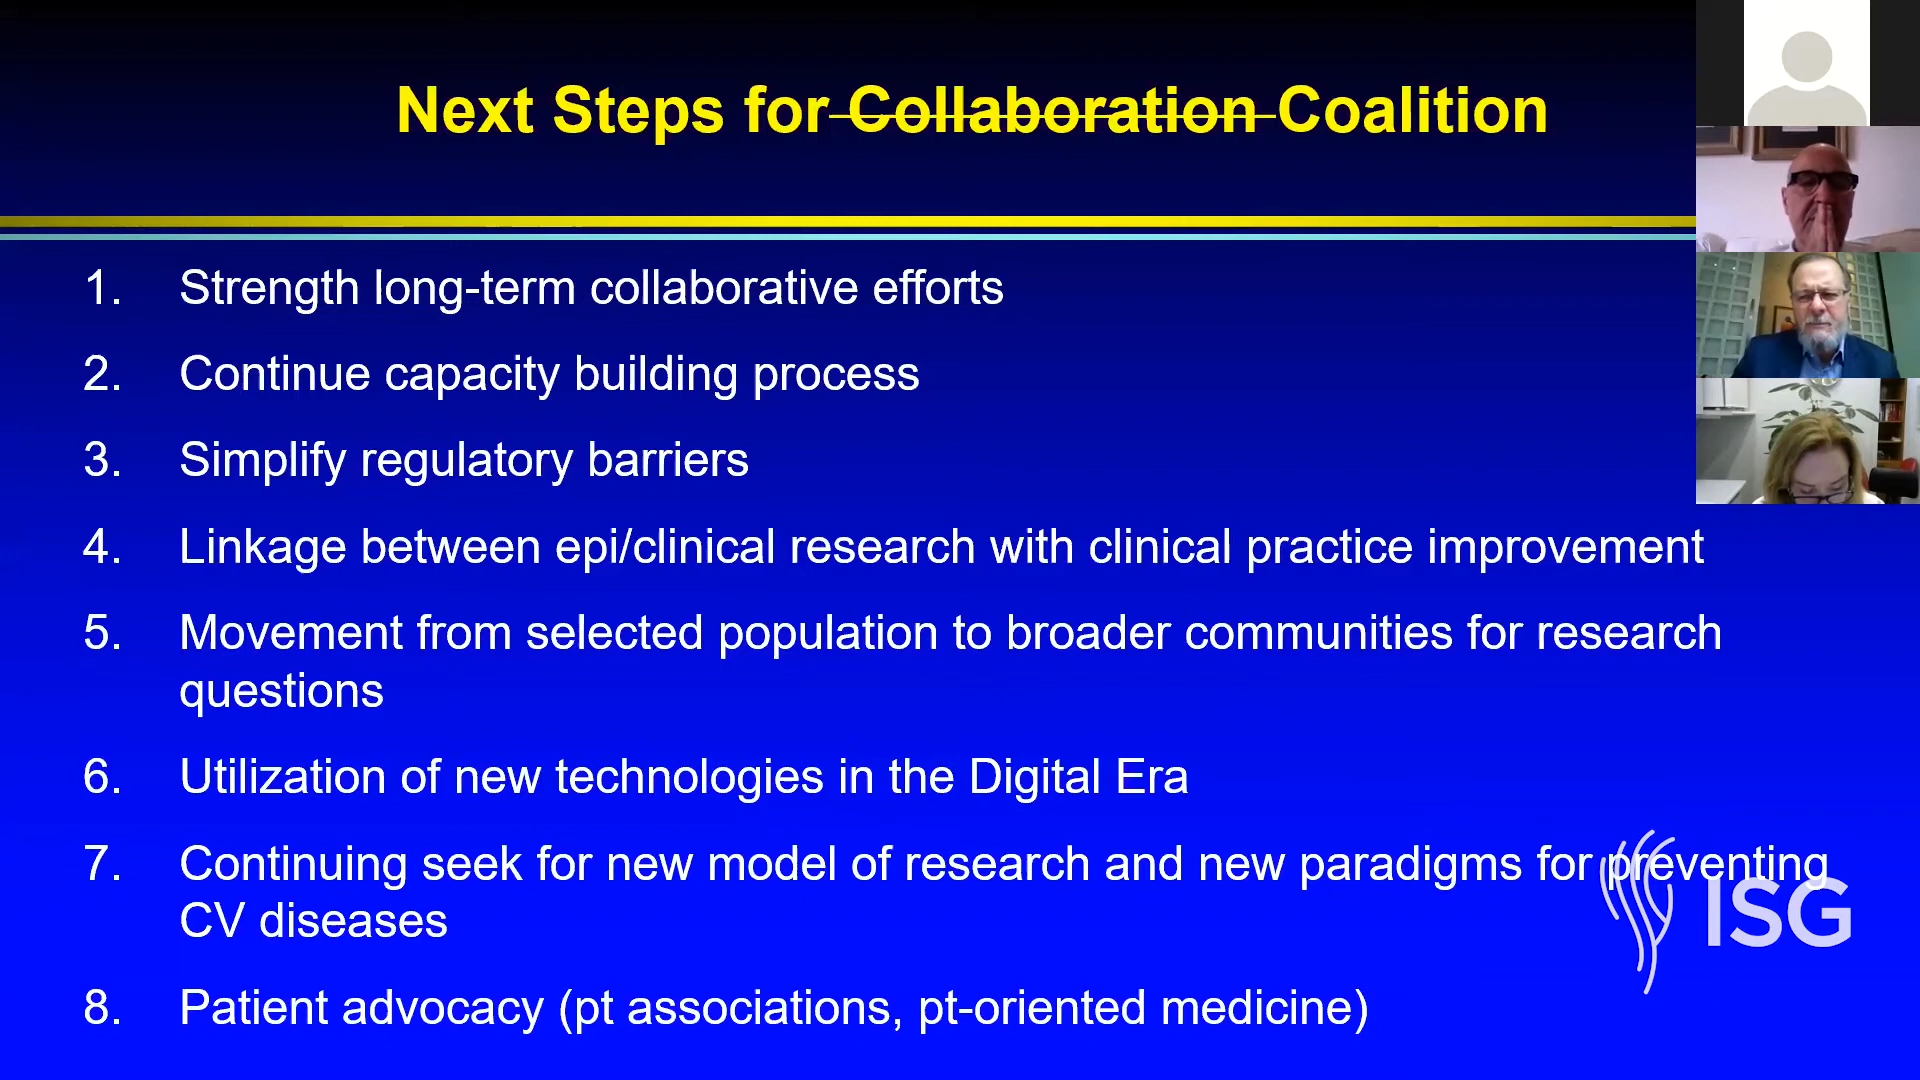 Next Steps for Collaboration Coalition
1. Strength long-term collaborative efforts
2. Continue capacity building process
3. Simplify regulatory barriers
4. Linkage between epi/clinical research with clinical practice improvement
5. Movement from selected population to broader communities for research
questions
6. Utilization of new technologies in the Digital Era
7. Continuing seek for new model of research and new paradigms for preventing
CV diseases
ISG
8. Patient advocacy (pt associations, pt-oriented medicine)